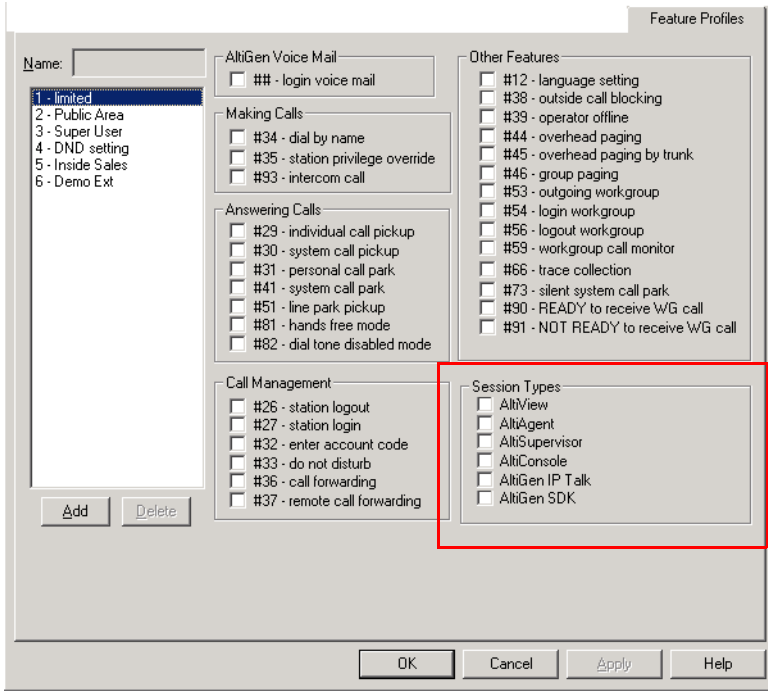 Feature Profiles
Name:
1 - limited
2 - Public Area
3 - Super User
4 - DND setting
5 - Inside Sales
6 - Demo Ext
Add
Delete
AltiGen Voice Mail
## - login voice mail
Making Calls
#34 - dial by name
#35 - station privilege override
#93 - intercom call
Answering Calls
#29 - individual call pickup
#30 - system call pickup
#31 - personal call park
#41 - system call park
#51 - line park pickup
#81 - hands free mode
#82 - dial tone disabled mode
Call Management
#26 - station logout
#27 - station login
#32 - enter account code
#33 - do not disturb
#36 - call forwarding
#37 - remote call forwarding
Other Features
#12 - language setting
#38 - outside call blocking
#39 - operator offline
#44 - overhead paging
#45 - overhead paging by trunk
#46 - group paging
#53 - outgoing workgroup
#54 - login workgroup
#56 - logout workgroup
#59 - workgroup call monitor
#66 - trace collection
#73 - silent system call park
#90 - READY to receive WG call
#91 - NOT READY to receive WG call
Session Types
AltiView
AltiAgent
AltiSupervisor
AltiConsole
AltiGen IP Talk
AltiGen SDK
OK
Cancel
Apply
Help